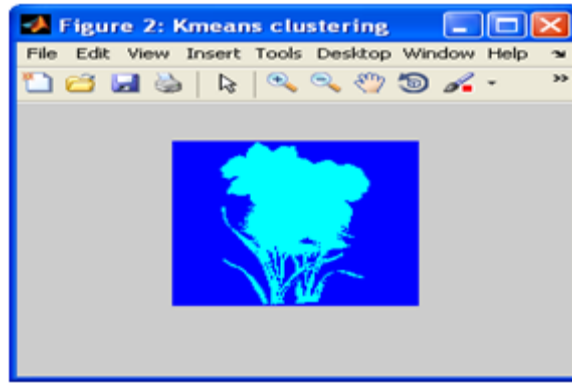 Figure 2: Kmeans clustering
File Edit View Insert Tools Desktop Window Help